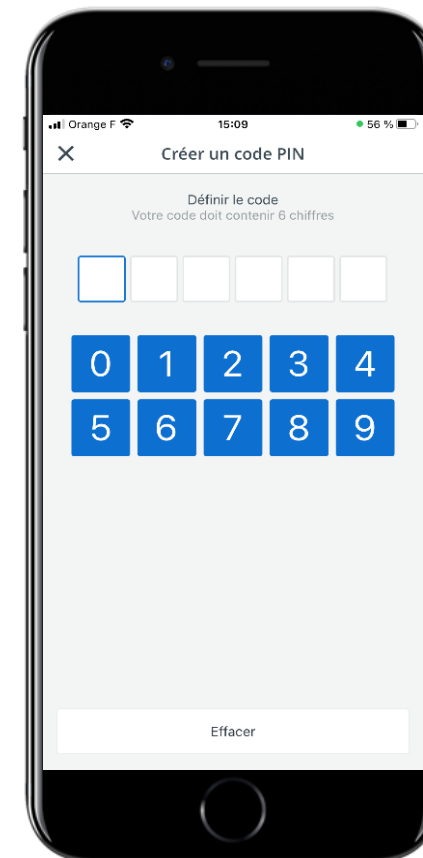 Orange F 15:09 56 %
Créer un code PIN
Définir le code
Votre code doit contenir 6 chiffres
0 1 2 3 4
5 6 7 8 9
Effacer